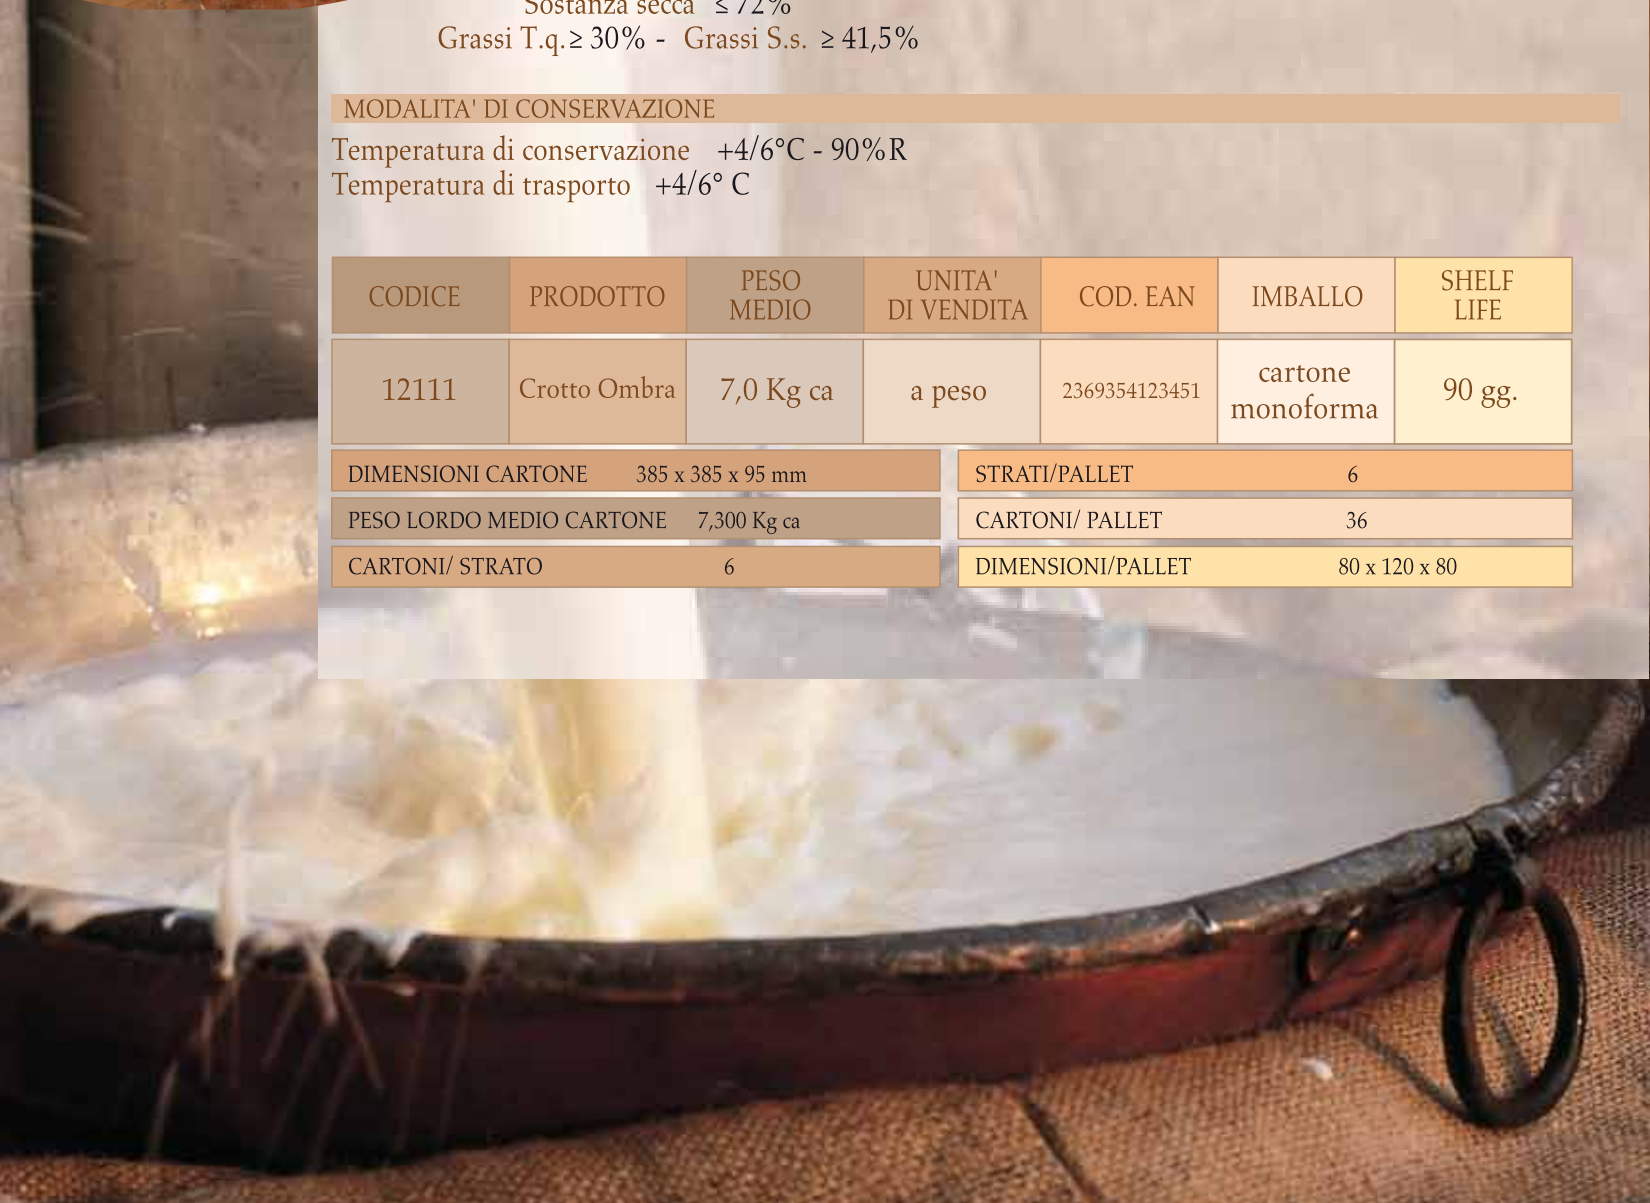 Sostanza secca ≤ 72%
Grassi T.q.≥ 30% - Grassi S.s. ≥ 41,5%
MODALITA' DI CONSERVAZIONE
Temperatura di conservazione +4/6°C - 90%R
Temperatura di trasporto +4/6° C
CODICE PRODOTTO PESO MEDIO UNITA' DI VENDITA COD. EAN IMBALLO SHELF LIFE
12111 Crotto Ombra 7,0 Kg ca a peso 2369354123451 cartone monoforma 90 gg.
DIMENSIONI CARTONE 385 x 385 x 95 mm STRATI/PALLET 6
PESO LORDO MEDIO CARTONE 7,300 Kg ca CARTONI/ PALLET 36
CARTONI/ STRATO 6 DIMENSIONI/PALLET 80 x 120 x 80